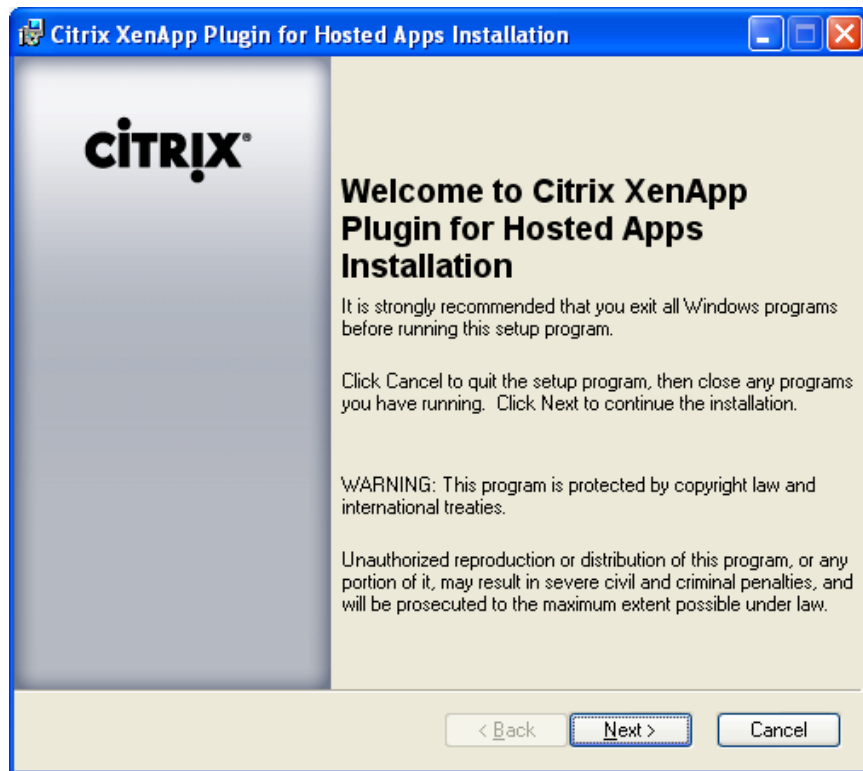 Citrix XenApp Plugin for Hosted Apps Installation
CİTRỊX®
Welcome to Citrix XenApp
Plugin for Hosted Apps
Installation
It is strongly recommended that you exit all Windows programs
before running this setup program.
Click Cancel to quit the setup program, then close any programs
you have running.  Click Next to continue the installation.
WARNING: This program is protected by copyright law and
international treaties.
Unauthorized reproduction or distribution of this program, or any
portion of it, may result in severe civil and criminal penalties, and
will be prosecuted to the maximum extent possible under law.
< Back Next > Cancel